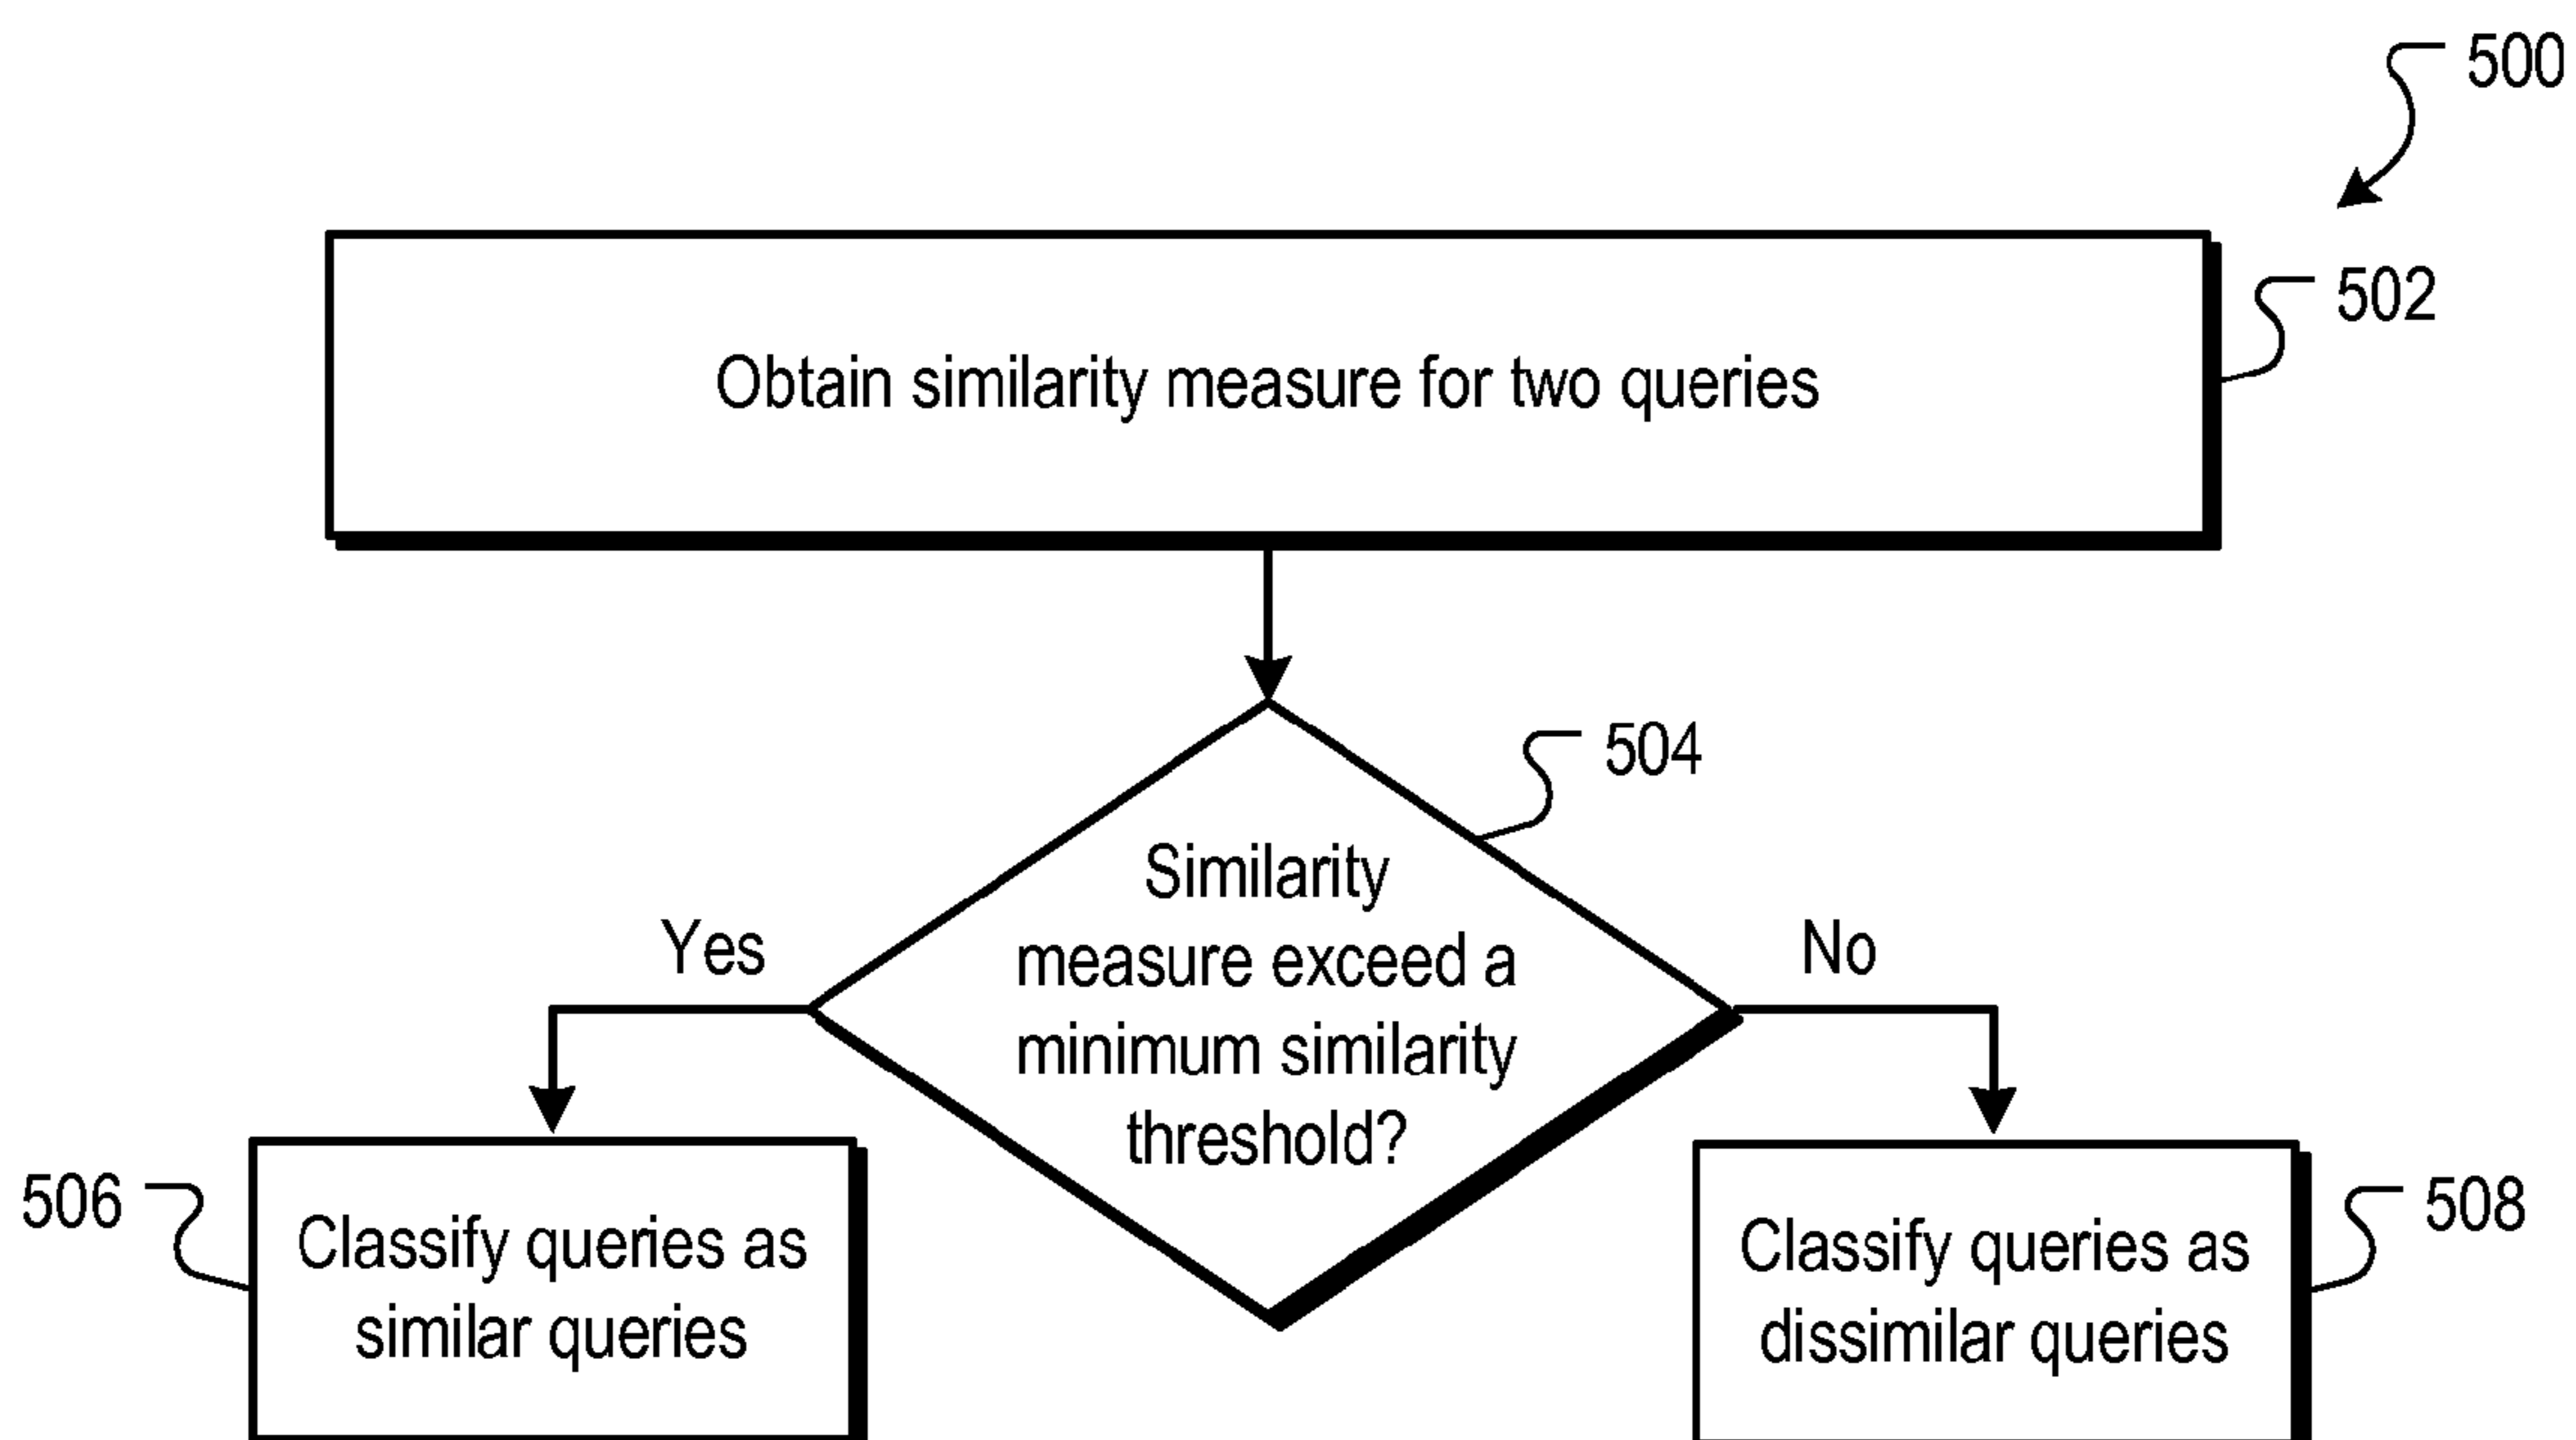 500
502
Obtain similarity measure for two queries
504
Similarity
measure exceed a
minimum similarity
threshold?
Yes
No
506
Classify queries as
similar queries
508
Classify queries as
dissimilar queries